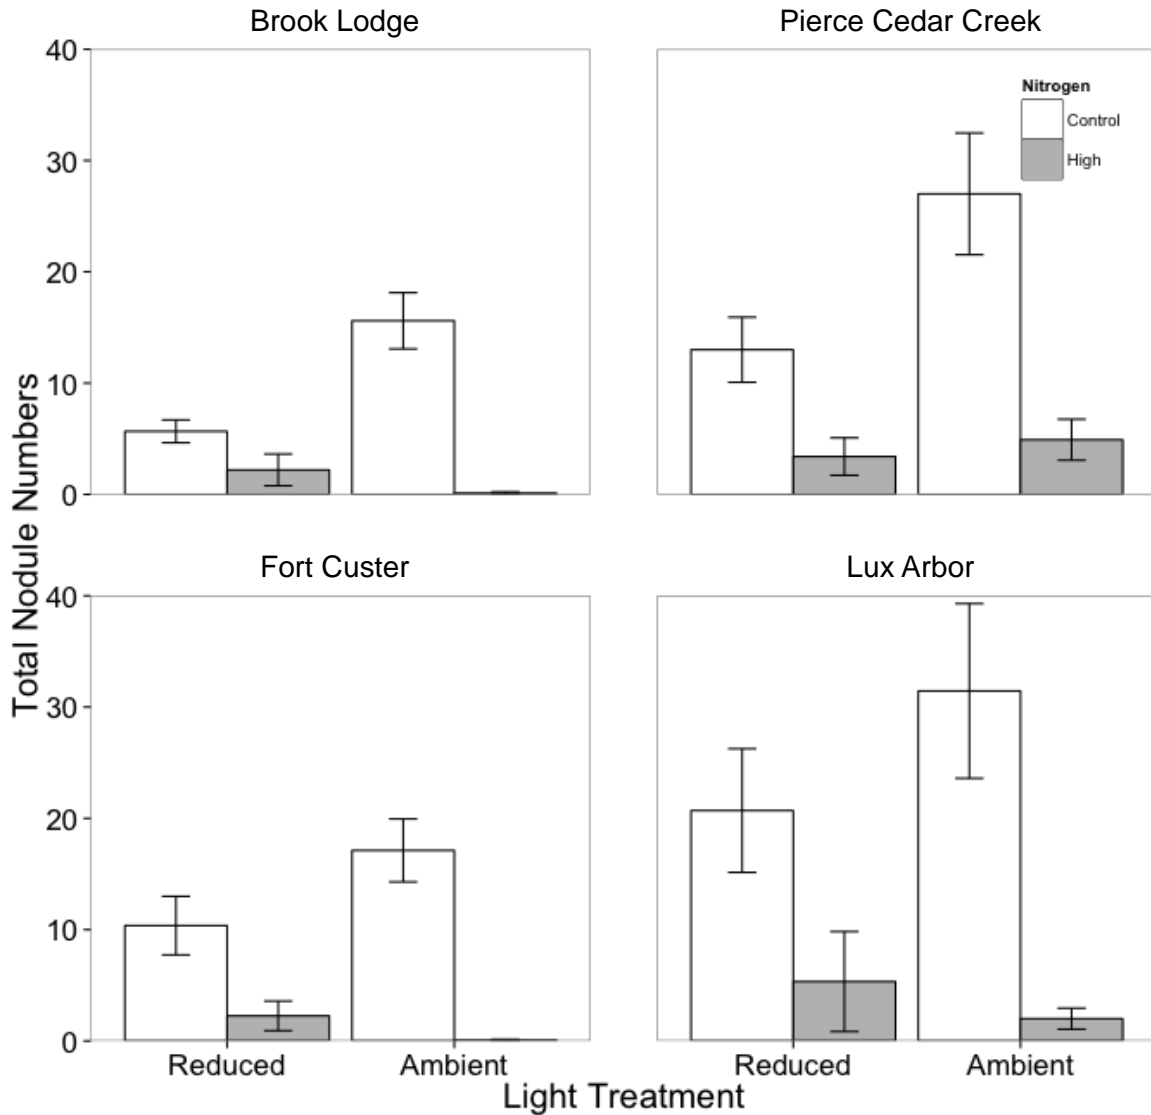 Brook Lodge
Pierce Cedar Creek
40
30
20
10
0
Nitrogen
Control
High
Total Nodule Numbers
Fort Custer
Lux Arbor
40
30
20
10
0
Reduced
Ambient
Reduced
Ambient
Light Treatment